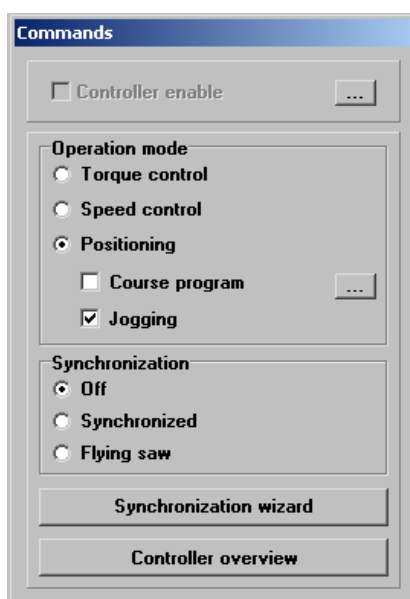 Commands
Controller enable ...
Operation mode
Torque control
Speed control
Positioning
Course program ...
Jogging
Synchronization
Off
Synchronized
Flying saw
Synchronization wizard
Controller overview